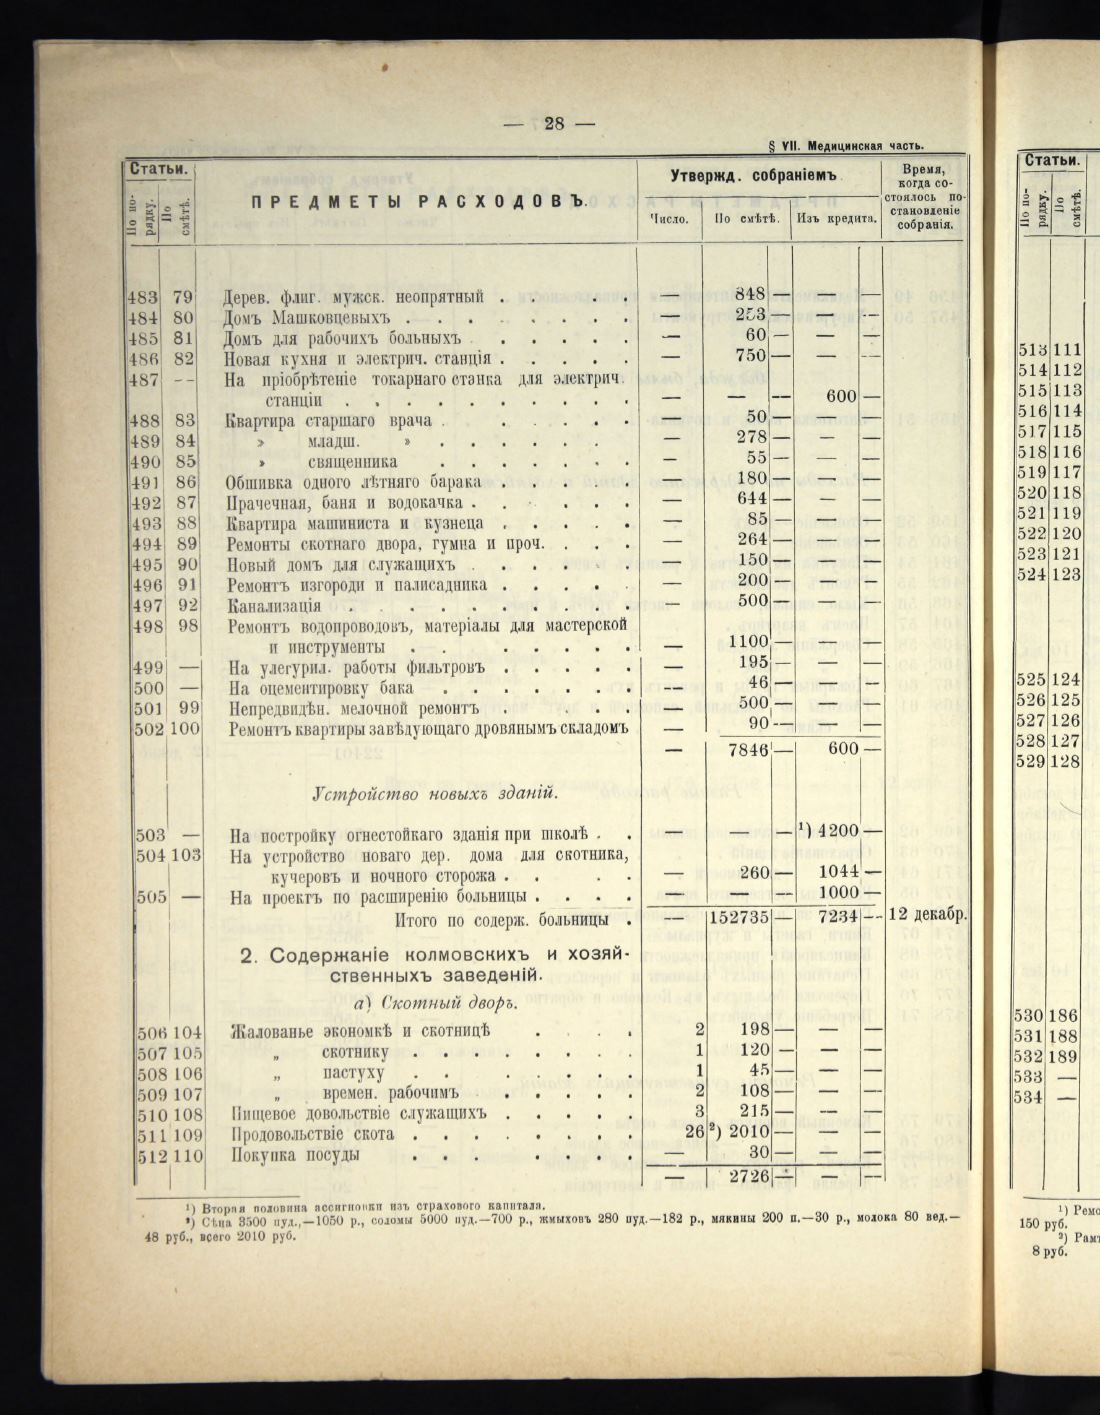 — 28 —
§ VII. Медицинская часть.
Статьи. ПРЕДМЕТЫ РАСХОДОВЪ. Утвержд. собраніемъ Время, когда состоялось постановленіе собранія.
По порядку. По смѣтѣ. Число. По смѣтѣ. Изъ кредита.
483 79 Дерев. флиг. мужск. неопрятный . . . . . — 848 — — —
484 80 Домъ Машковцевыхъ . . . . . . . . — 253 — — —
485 81 Домъ для рабочихъ больныхъ . . . . . — 60 — — —
486 82 Новая кухня и электрич. станція . . . . . — 750 — — —
487 — На пріобрѣтеніе токарнаго станка для электрич.
станціи . . . . . . . . . . — — — 600 —
488 83 Квартира старшаго врача . . . . . . — 50 — — —
489 84 » младш. » . . . . . . — 278 — — —
490 85 » священника . . . . . . — 55 — — —
491 86 Обшивка одного лѣтняго барака . . . . . — 180 — — —
492 87 Прачечная, баня и водокачка . . . . . . — 644 — — —
493 88 Квартира машиниста и кузнеца . . . . . — 85 — — —
494 89 Ремонты скотнаго двора, гумна и проч. . . . — 264 — — —
495 90 Новый домъ для служащихъ . . . . . . — 150 — — —
496 91 Ремонтъ изгороди и палисадника . . . . . — 200 — — —
497 92 Канализація . . . . . . . . . . — 500 — — —
498 98 Ремонтъ водопроводовъ, матеріалы для мастерской
и инструменты . . . . . . . — 1100 — — —
499 — На улегурил. работы фильтровъ . . . . . — 195 — — —
500 — На оцементировку бака . . . . . . . — 46 — — —
501 99 Непредвидѣн. мелочной ремонтъ . . . . — 500 — — —
502 100 Ремонтъ квартиры завѣдующаго дровянымъ складомъ — 90 — —
— 7846 — 600 —
Устройство новыхъ зданій.
503 — На постройку огнестойкаго зданія при школѣ . . — — — ¹) 4200 —
504 103 На устройство новаго дер. дома для скотника,
кучеровъ и ночного сторожа . . . . — 260 — 1044 —
505 — На проектъ по расширенію больницы . . . . — — — 1000 —
Итого по содерж. больницы . — 152735 — 7234 — 12 декабр.
2. Содержаніе колмовскихъ и хозяй-
ственныхъ заведеній.
а) Скотный дворъ.
506 104 Жалованье экономкѣ и скотницѣ . . . . 2 198 — — —
507 105 „ скотнику . . . . . . . . 1 120 — — —
508 106 „ пастуху . . . . . . . 1 45 — — —
509 107 „ времен. рабочимъ . . . . . 2 108 — — —
510 108 Пищевое довольствіе служащихъ . . . . . 3 215 — — —
511 109 Продовольствіе скота . . . . . . . 26 ²) 2010 — — —
512 110 Покупка посуды . . . . . . . — 30 — — —
— 2726 — — —
¹) Вторая половина ассигновки изъ страхового капитала.
²) Сѣна 3500 пуд.,—1050 р., соломы 5000 пуд.—700 р., жмыховъ 280 пуд.—182 р., мякины 200 п.—30 р., молока 80 вед.—
48 руб., всего 2010 руб.
Статьи.
По порядку. По смѣтѣ.
513 111
514 112
515 113
516 114
517 115
518 116
519 117
520 118
521 119
522 120
523 121
524 123
525 124
526 125
527 126
528 127
529 128
530 186
531 188
532 189
533 —
534 —
¹) Ремо
150 руб.
²) Рам
8 руб.